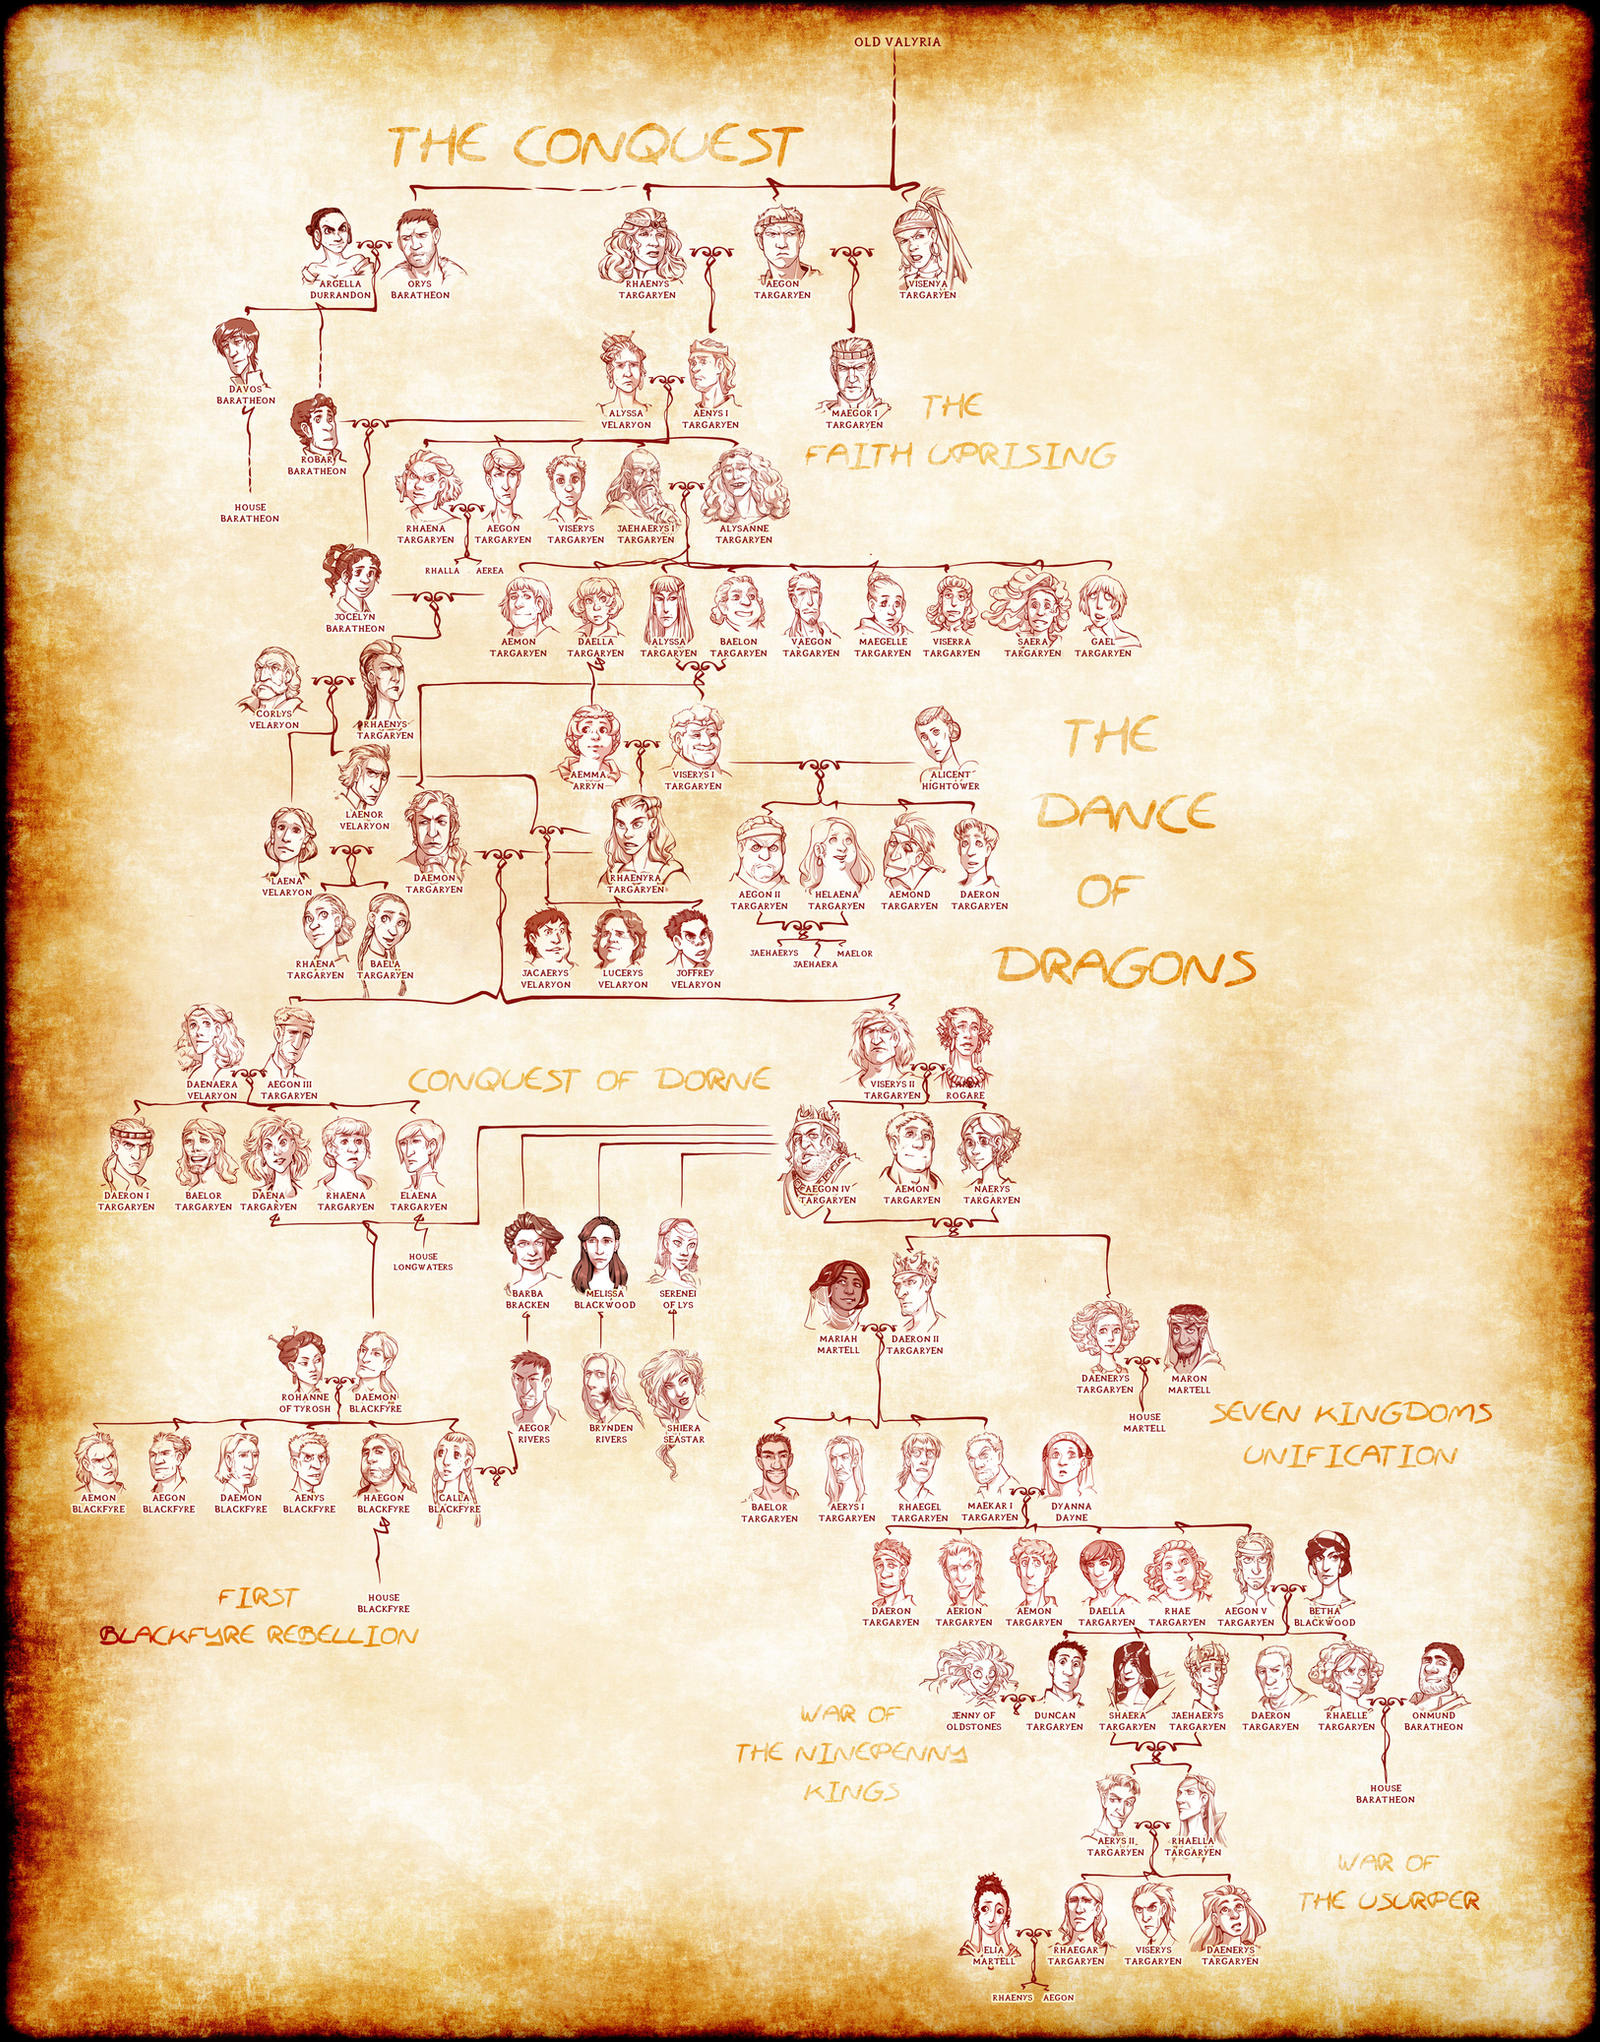 OLD VALYRIA
THE CONQUEST
ARGELLA
DURRANDON
ORYS
BARATHEON
RHAENYS
TARGARYEN
AEGON
TARGARYEN
VISENYA
TARGARYEN
DAVOS
BARATHEON
ALYSSA
VELARYON
AENYS I
TARGARYEN
MAEGOR I
TARGARYEN
THE
FAITH UPRISING
ROBAR
BARATHEON
HOUSE
BARATHEON
RHAENA
TARGARYEN
AEGON
TARGARYEN
VISERYS
TARGARYEN
JAEHAERYS I
TARGARYEN
ALYSANNE
TARGARYEN
RHALLA AEREA
JOCELYN
BARATHEON
AEMON
TARGARYEN
DAELLA
TARGARYEN
ALYSSA
TARGARYEN
BAELON
TARGARYEN
VAEGON
TARGARYEN
MAEGELLE
TARGARYEN
VISERRA
TARGARYEN
SAERA
TARGARYEN
GAEL
TARGARYEN
CORLYS
VELARYON
RHAENYS
TARGARYEN
AEMMA
ARRYN
VISERYS I
TARGARYEN
ALICENT
HIGHTOWER
THE
DANCE
OF
DRAGONS
LAENOR
VELARYON
LAENA
VELARYON
DAEMON
TARGARYEN
RHAENYRA
TARGARYEN
AEGON II
TARGARYEN
HELAENA
TARGARYEN
AEMOND
TARGARYEN
DAERON
TARGARYEN
RHAENA
TARGARYEN
BAELA
TARGARYEN
JACAERYS
VELARYON
LUCERYS
VELARYON
JOFFREY
VELARYON
JAEHAERYS
JAEHAERA
MAELOR
DAENAERA
VELARYON
AEGON III
TARGARYEN
CONQUEST OF DORNE
VISERYS II
TARGARYEN
ROGARE
DAERON I
TARGARYEN
BAELOR
TARGARYEN
DAENA
TARGARYEN
RHAENA
TARGARYEN
ELAENA
TARGARYEN
AEGON IV
TARGARYEN
AEMON
TARGARYEN
NAERYS
TARGARYEN
HOUSE
LONGWATERS
BARBA
BRACKEN
MELISSA
BLACKWOOD
SERENEI
OF LYS
MARIAH
MARTELL
DAERON II
TARGARYEN
DAENERYS
TARGARYEN
MARON
MARTELL
HOUSE
MARTELL
SEVEN KINGDOMS
UNIFICATION
ROHANNE
OF TYROSH
DAEMON
BLACKFYRE
AEGOR
RIVERS
BRYNDEN
RIVERS
SHIERA
SEASTAR
AEMON
BLACKFYRE
AEGON
BLACKFYRE
DAEMON
BLACKFYRE
AENYS
BLACKFYRE
HAEGON
BLACKFYRE
CALLA
BLACKFYRE
BAELOR
TARGARYEN
AERYS I
TARGARYEN
RHAEGEL
TARGARYEN
MAEKAR I
TARGARYEN
DYANNA
DAYNE
FIRST
BLACKFYRE REBELLION
HOUSE
BLACKFYRE
DAERON
TARGARYEN
AERION
TARGARYEN
AEMON
TARGARYEN
DAELLA
TARGARYEN
RHAE
TARGARYEN
AEGON V
TARGARYEN
BETHA
BLACKWOOD
WAR OF
THE NINEPENNY
KINGS
JENNY OF
OLDSTONES
DUNCAN
TARGARYEN
SHAERA
TARGARYEN
JAEHAERYS
TARGARYEN
DAERON
TARGARYEN
RHAELLE
TARGARYEN
ONMUND
BARATHEON
HOUSE
BARATHEON
AERYS II
TARGARYEN
RHAELLA
TARGARYEN
WAR OF
THE USURPER
ELIA
MARTELL
RHAEGAR
TARGARYEN
VISERYS
TARGARYEN
DAENERYS
TARGARYEN
RHAENYS AEGON